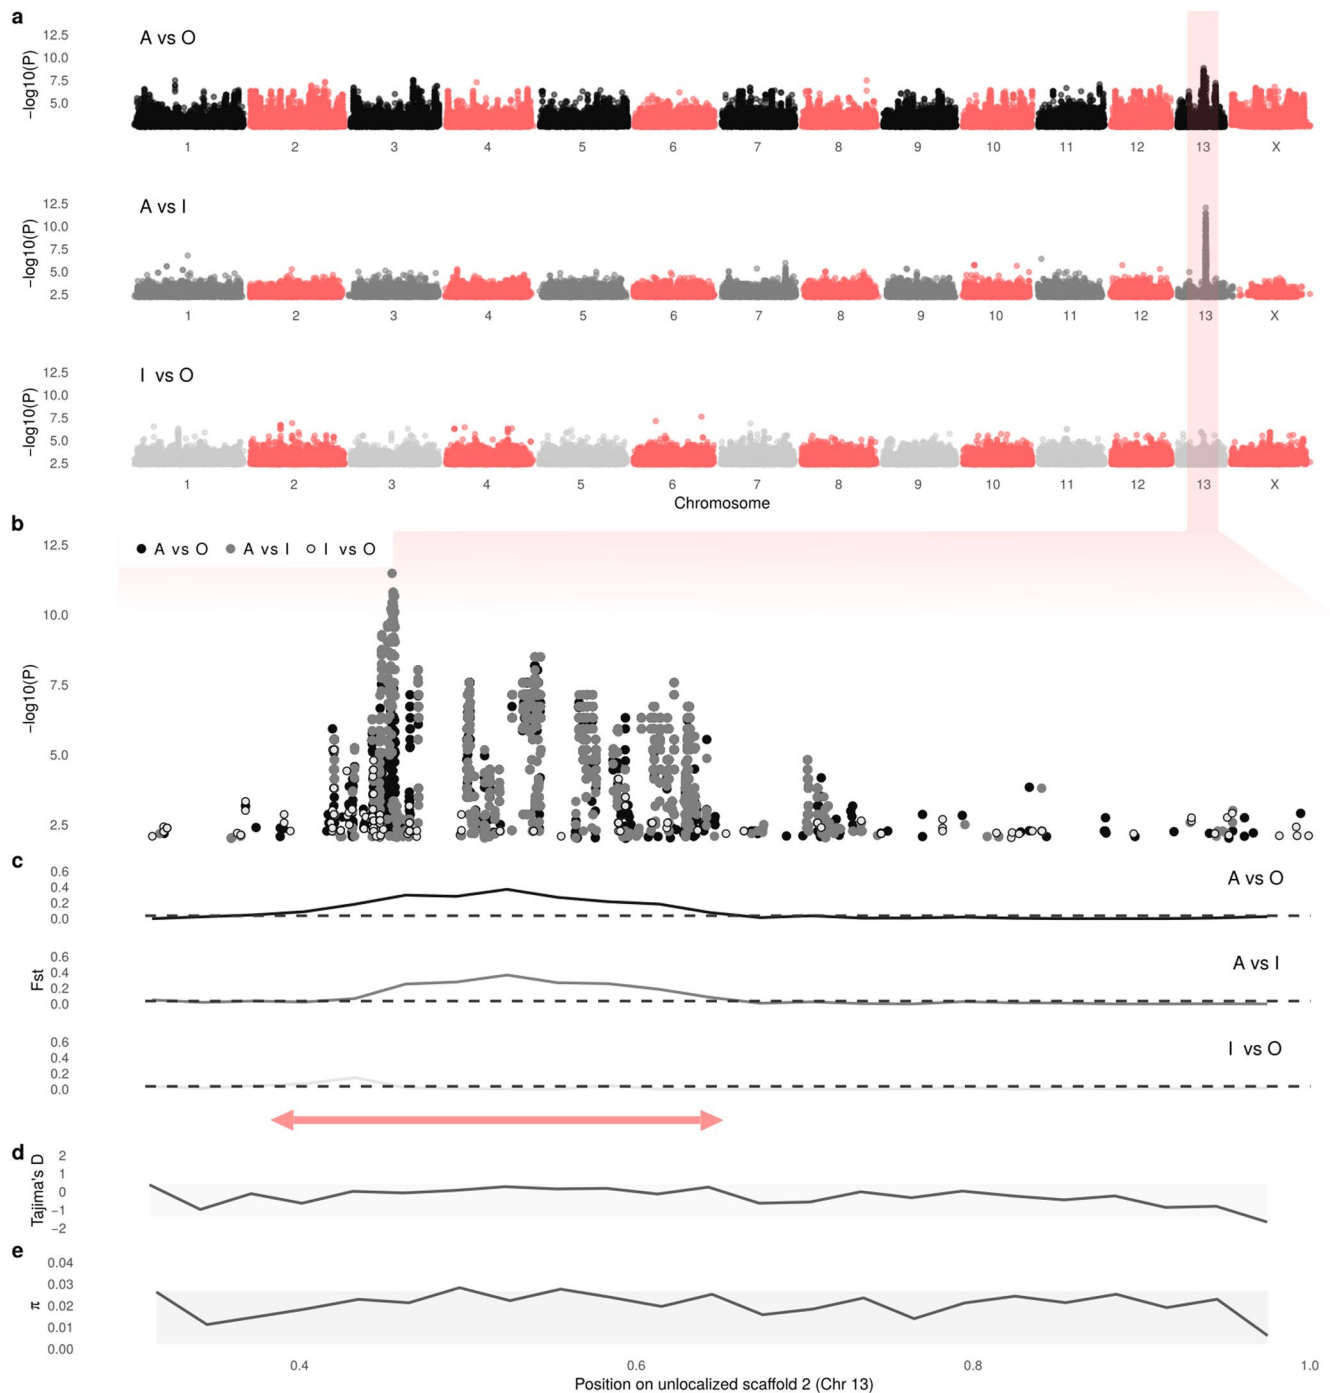 a
A vs O
−log10(P)
12.5
10.0
7.5
5.0
1 2 3 4 5 6 7 8 9 10 11 12 13 X
A vs I
−log10(P)
12.5
10.0
7.5
5.0
2.5
1 2 3 4 5 6 7 8 9 10 11 12 13 X
I vs O
−log10(P)
12.5
10.0
7.5
5.0
2.5
1 2 3 4 5 6 7 8 9 10 11 12 13 X
Chromosome
b
A vs O A vs I I vs O
−log10(P)
12.5
10.0
7.5
5.0
2.5
c
Fst
0.6
0.4
0.2
0.0
A vs O
0.6
0.4
0.2
0.0
A vs I
0.6
0.4
0.2
0.0
I vs O
d
Tajima's D
2
1
0
−1
−2
e
π
0.04
0.03
0.02
0.01
0.00
0.4 0.6 0.8 1.0
Position on unlocalized scaffold 2 (Chr 13)